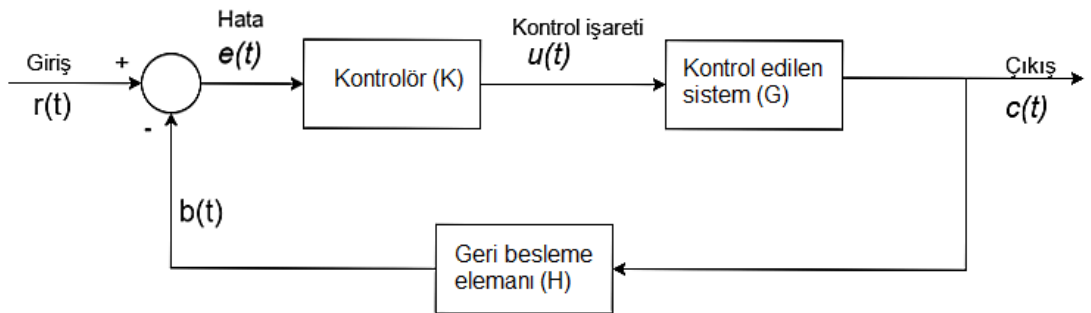 Giriş
r(t)
+
-
Hata
e(t)
Kontrolör (K)
Kontrol işareti
u(t)
Kontrol edilen
sistem (G)
Çıkış
c(t)
b(t)
Geri besleme
elemanı (H)